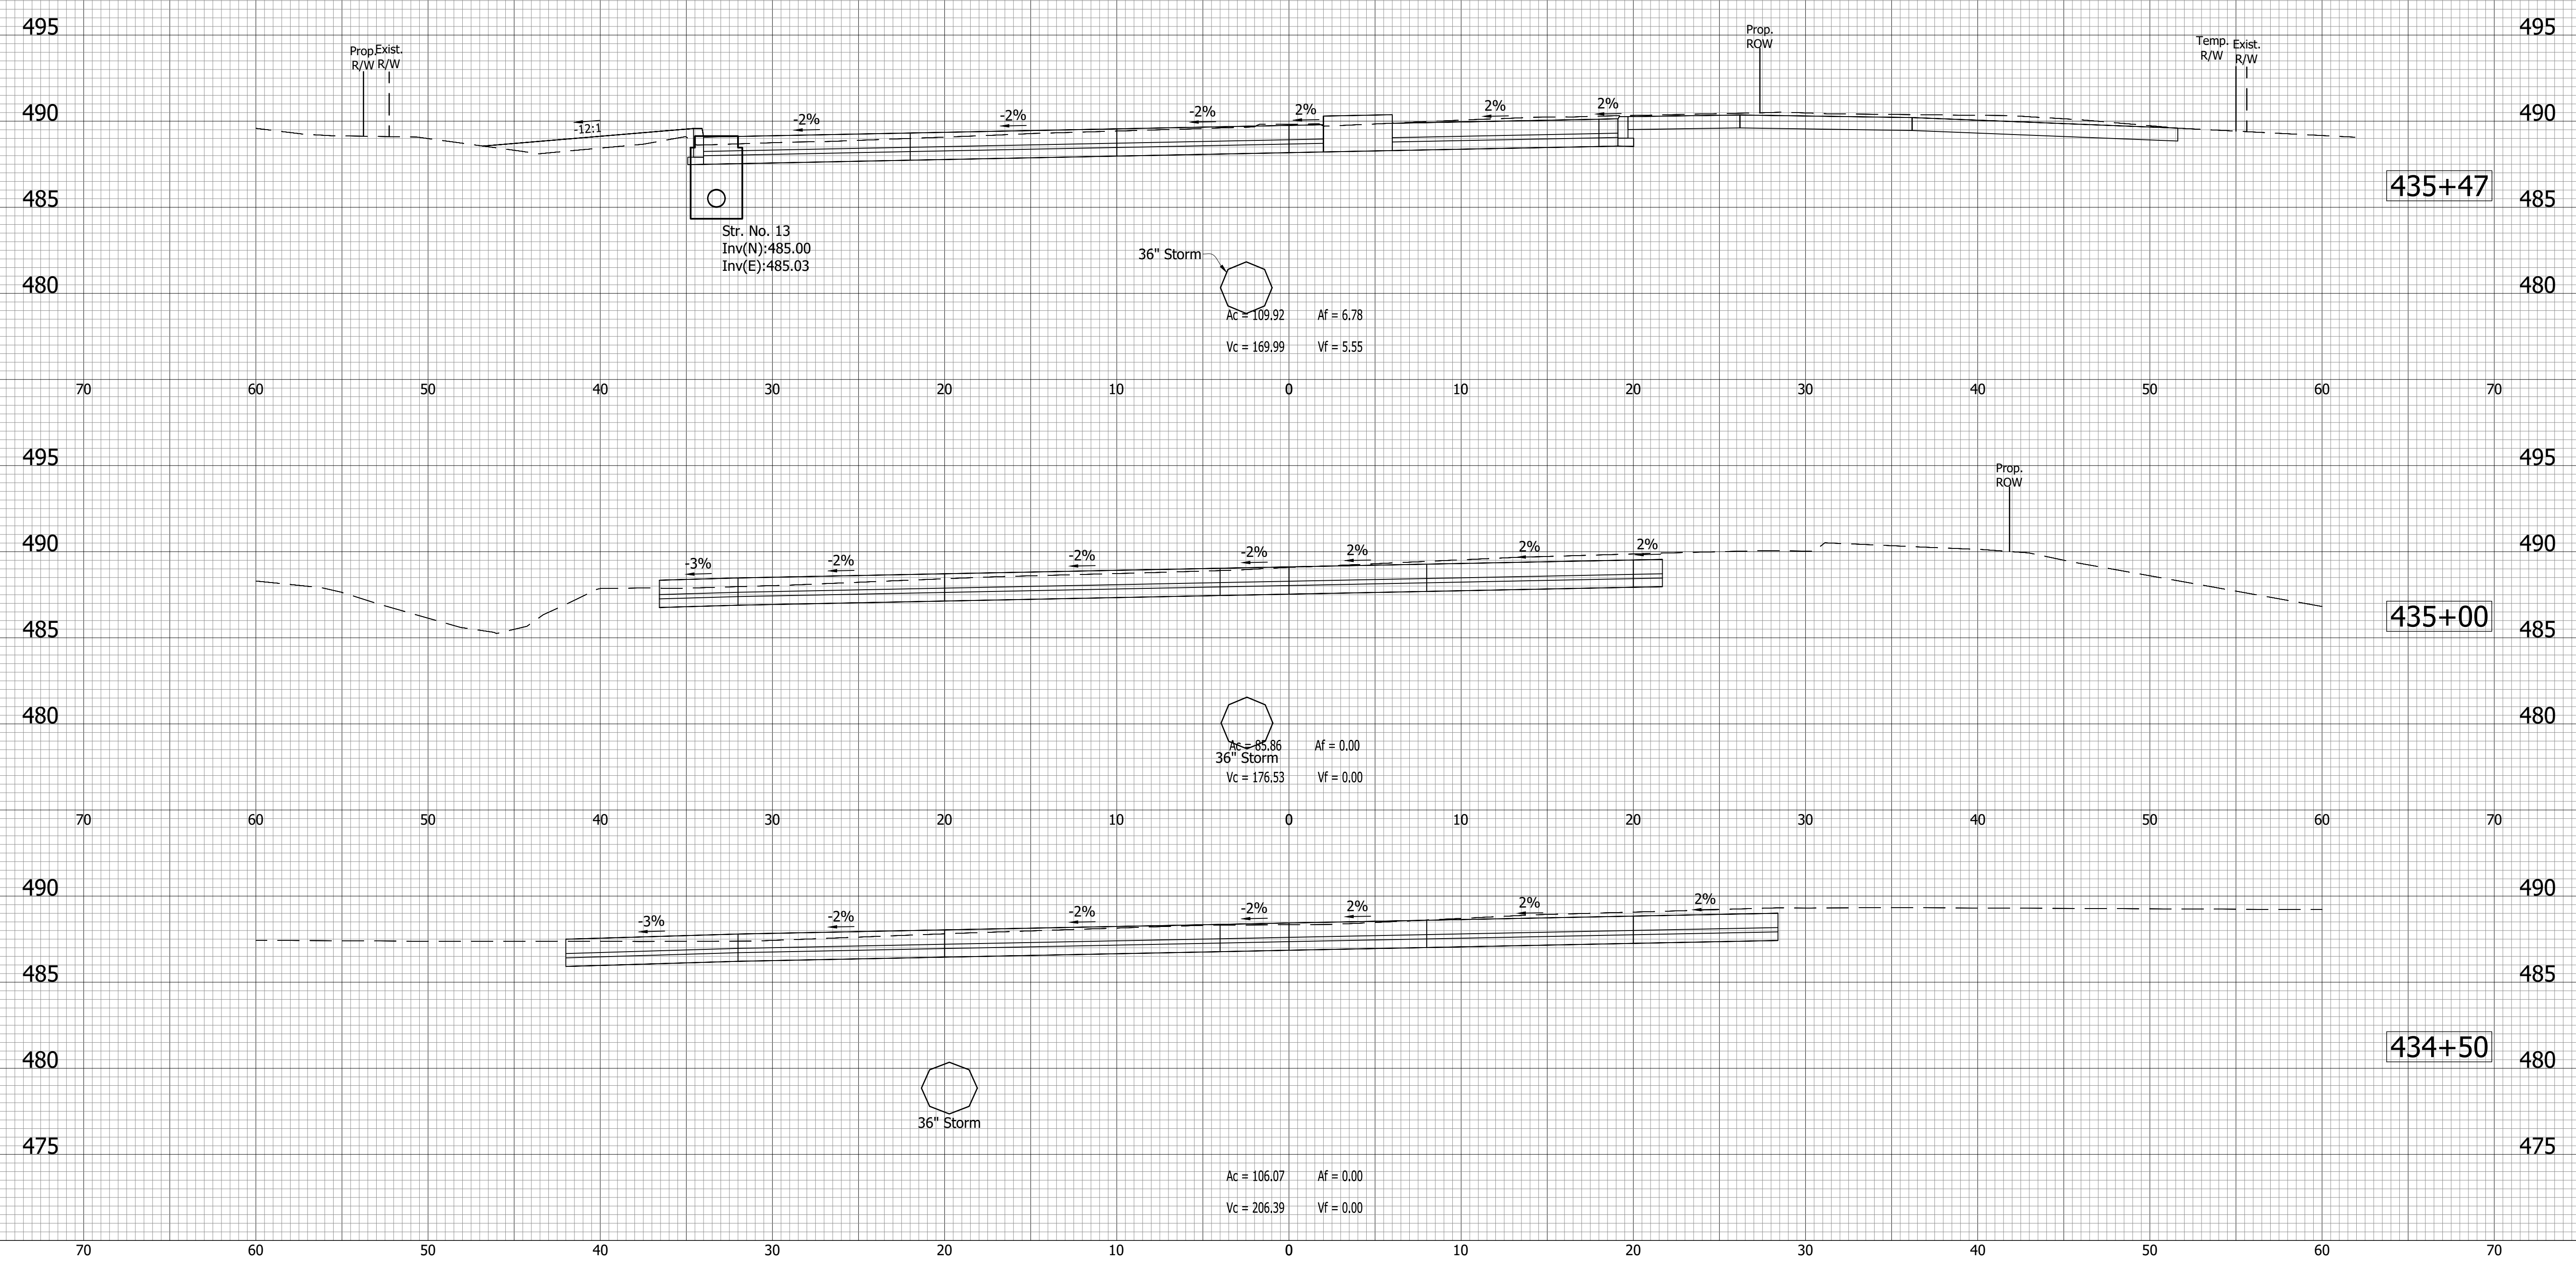 495 495
Prop. Exist. Prop. Temp. Exist.
R/W R/W ROW R/W R/W
490 490
-12:1 -2% -2% -2% 2% 2% 2%
435+47
485 485
Str. No. 13
Inv(N):485.00
Inv(E):485.03
36" Storm
480 480
Ac = 109.92 Af = 6.78
Vc = 169.99 Vf = 5.55
70 60 50 40 30 20 10 0 10 20 30 40 50 60 70
495 495
Prop.
ROW
490 490
-3% -2% -2% -2% 2% 2% 2%
435+00
485 485
480 480
Ac = 85.86 Af = 0.00
36" Storm
Vc = 176.53 Vf = 0.00
70 60 50 40 30 20 10 0 10 20 30 40 50 60 70
490 490
-3% -2% -2% -2% 2% 2% 2%
485 485
434+50
480 480
36" Storm
475 475
Ac = 106.07 Af = 0.00
Vc = 206.39 Vf = 0.00
70 60 50 40 30 20 10 0 10 20 30 40 50 60 70